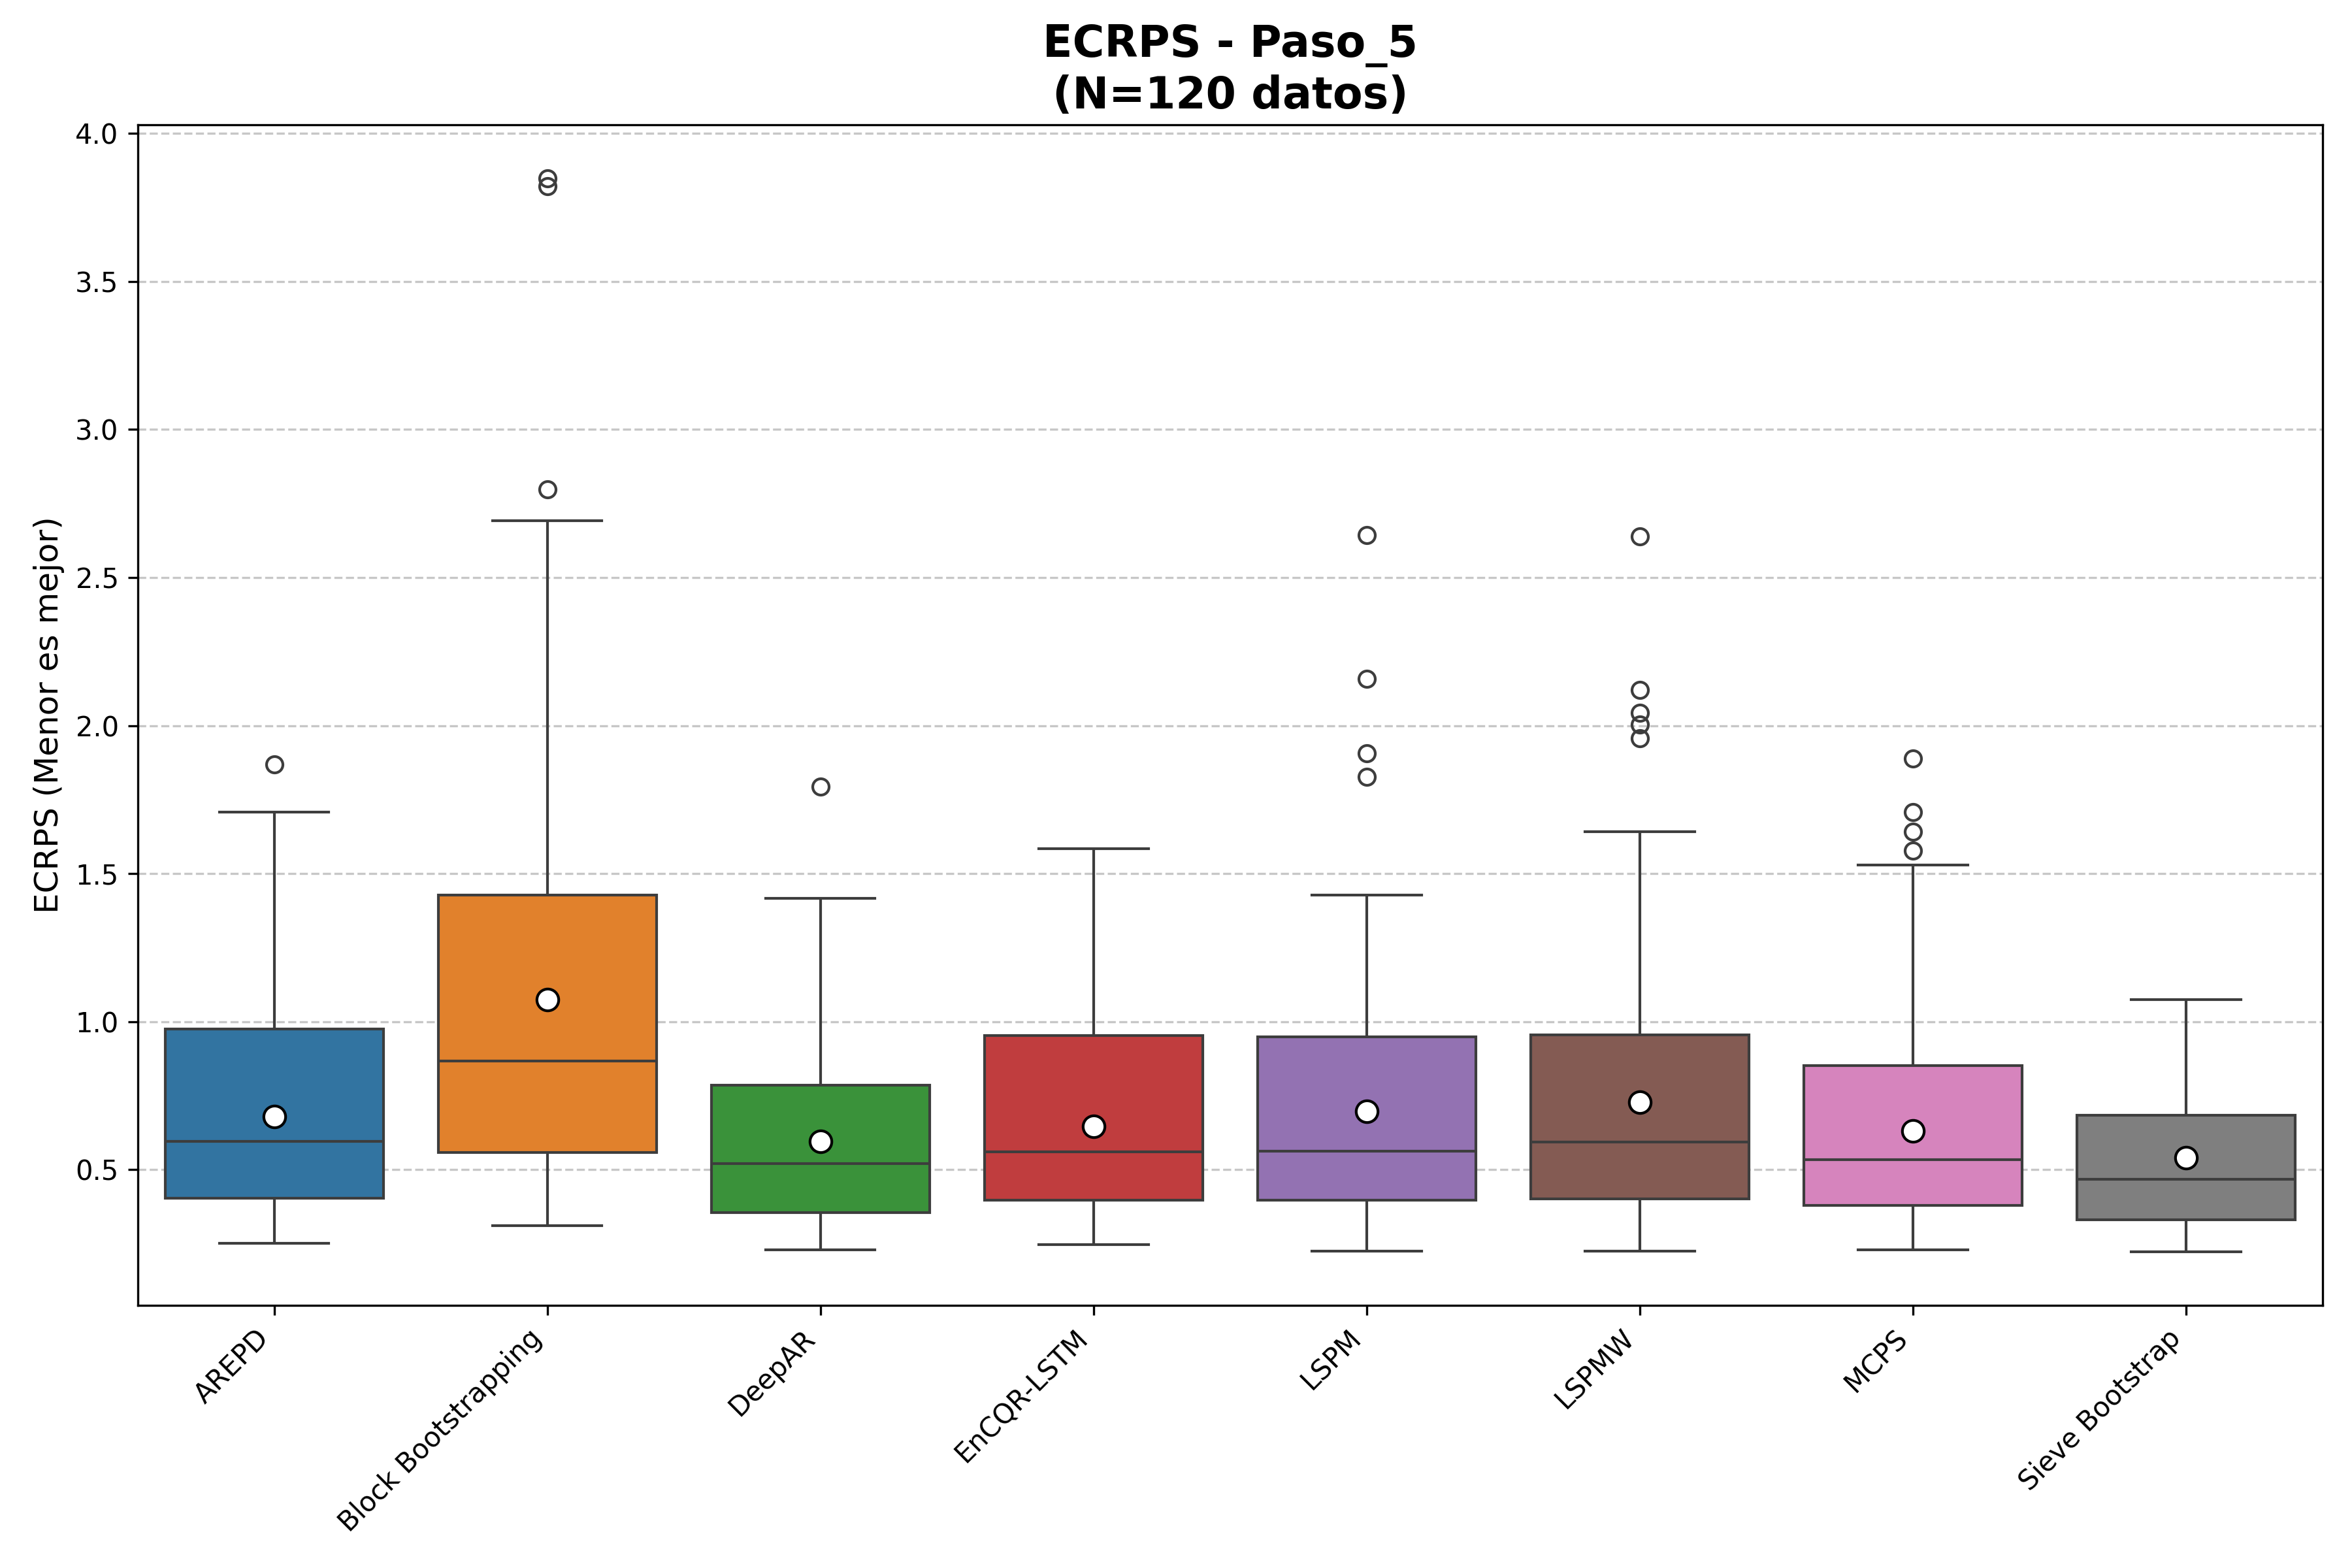 ECRPS - Paso_5
(N=120 datos)
ECRPS (Menor es mejor)
4.0
3.5
3.0
2.5
2.0
1.5
1.0
0.5
AREPD
Block Bootstrapping
DeepAR
EnCQR-LSTM
LSPM
LSPMW
MCPS
Sieve Bootstrap